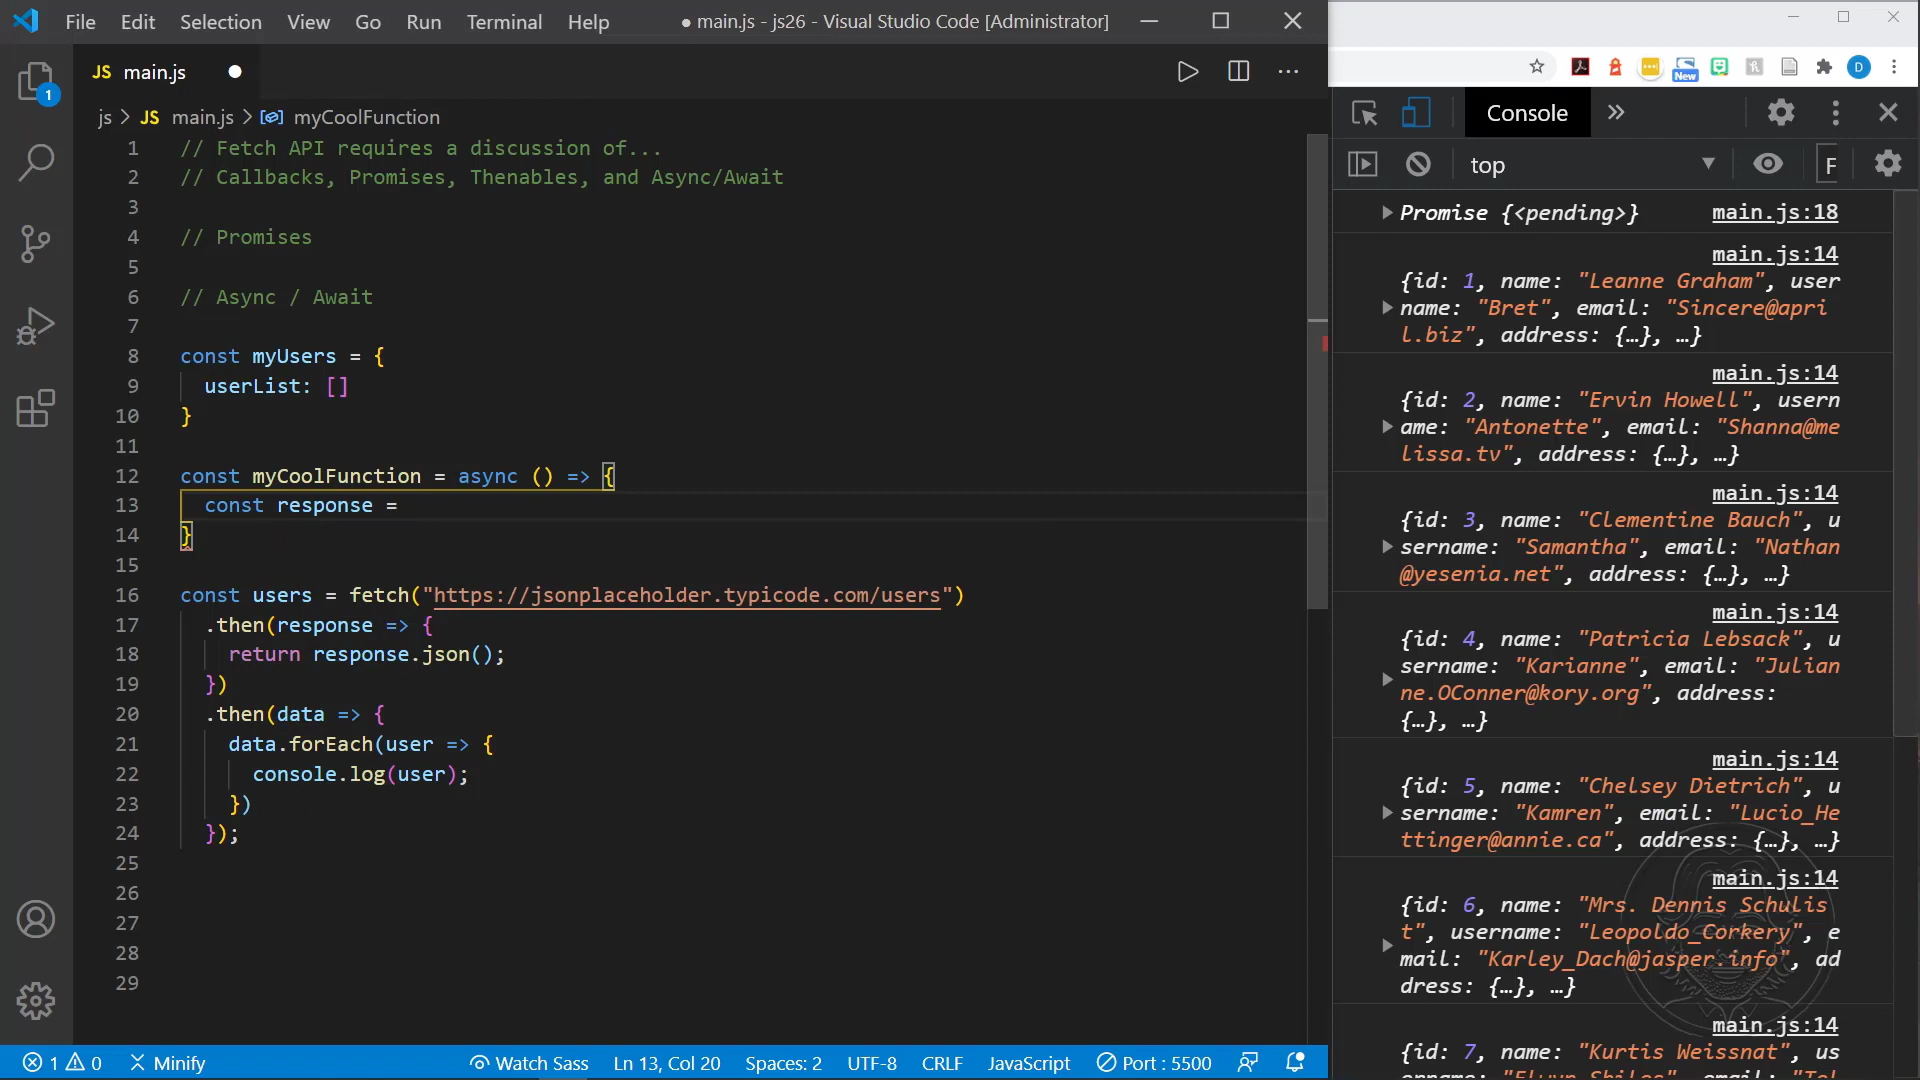 File Edit Selection View Go Run Terminal Help ● main.js - js26 - Visual Studio Code [Administrator]
JS main.js
js > JS main.js > myCoolFunction
1 // Fetch API requires a discussion of...
2 // Callbacks, Promises, Thenables, and Async/Await
3
4 // Promises
5
6 // Async / Await
7
8 const myUsers = {
9 userList: []
10 }
11
12 const myCoolFunction = async () => {
13 const response =
14 }
15
16 const users = fetch("https://jsonplaceholder.typicode.com/users")
17 .then(response => {
18 return response.json();
19 })
20 .then(data => {
21 data.forEach(user => {
22 console.log(user);
23 })
24 });
25
26
27
28
29
1 0 Minify Watch Sass Ln 13, Col 20 Spaces: 2 UTF-8 CRLF JavaScript Port : 5500
1
New
D
Console
top F
Promise {<pending>} main.js:18
main.js:14
{id: 1, name: "Leanne Graham", user
name: "Bret", email: "Sincere@apri
l.biz", address: {…}, …}
main.js:14
{id: 2, name: "Ervin Howell", usern
ame: "Antonette", email: "Shanna@me
lissa.tv", address: {…}, …}
main.js:14
{id: 3, name: "Clementine Bauch", u
sername: "Samantha", email: "Nathan
@yesenia.net", address: {…}, …}
main.js:14
{id: 4, name: "Patricia Lebsack", u
sername: "Karianne", email: "Julian
ne.OConner@kory.org", address:
{…}, …}
main.js:14
{id: 5, name: "Chelsey Dietrich", u
sername: "Kamren", email: "Lucio_He
ttinger@annie.ca", address: {…}, …}
main.js:14
{id: 6, name: "Mrs. Dennis Schulis
t", username: "Leopoldo_Corkery", e
mail: "Karley_Dach@jasper.info", ad
dress: {…}, …}
main.js:14
{id: 7, name: "Kurtis Weissnat", us